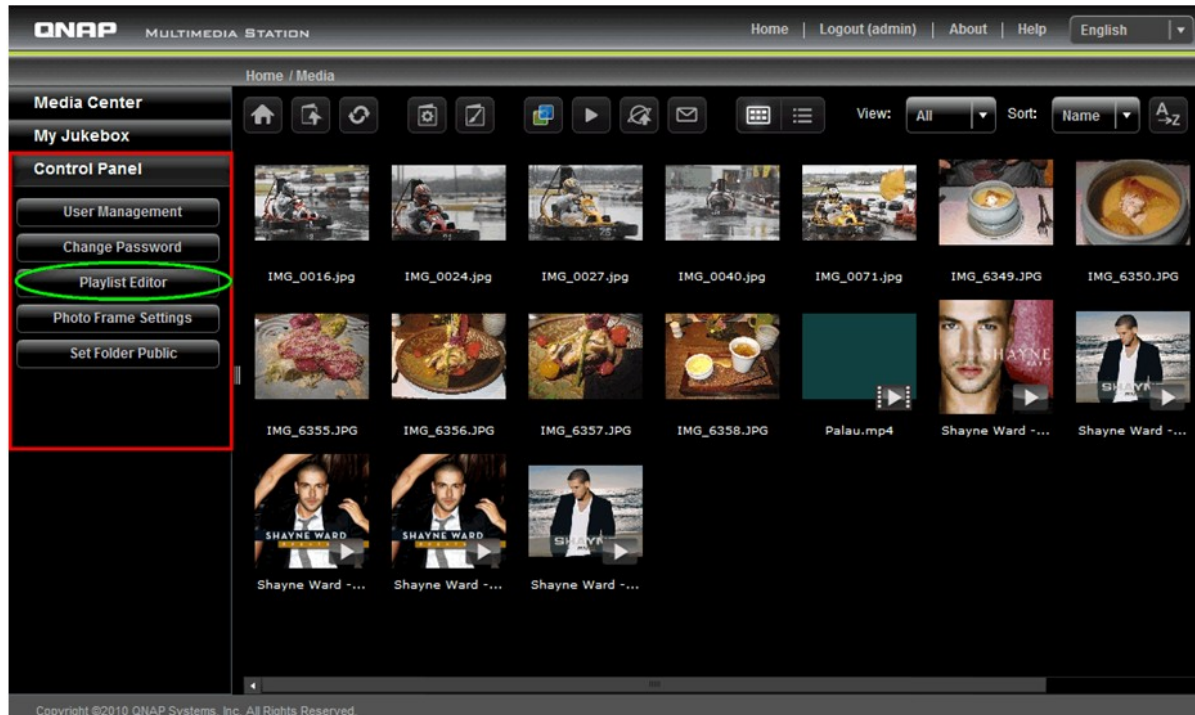 QNAP MULTIMEDIA STATION
Home | Logout (admin) | About | Help
English
Home / Media
Media Center
My Jukebox
Control Panel
User Management
Change Password
Playlist Editor
Photo Frame Settings
Set Folder Public
View: All
Sort: Name
A→Z
IMG_0016.jpg
IMG_0024.jpg
IMG_0027.jpg
IMG_0040.jpg
IMG_0071.jpg
IMG_6349.JPG
IMG_6350.JPG
SHAYNE
IMG_6355.JPG
IMG_6356.JPG
IMG_6357.JPG
IMG_6358.JPG
Palau.mp4
Shayne Ward -...
Shayne Ward -...
SHAYNE WARD
SHAYNE WARD
Shayne Ward -...
Shayne Ward -...
Shayne Ward -...
Copyright ©2010 QNAP Systems, Inc. All Rights Reserved.